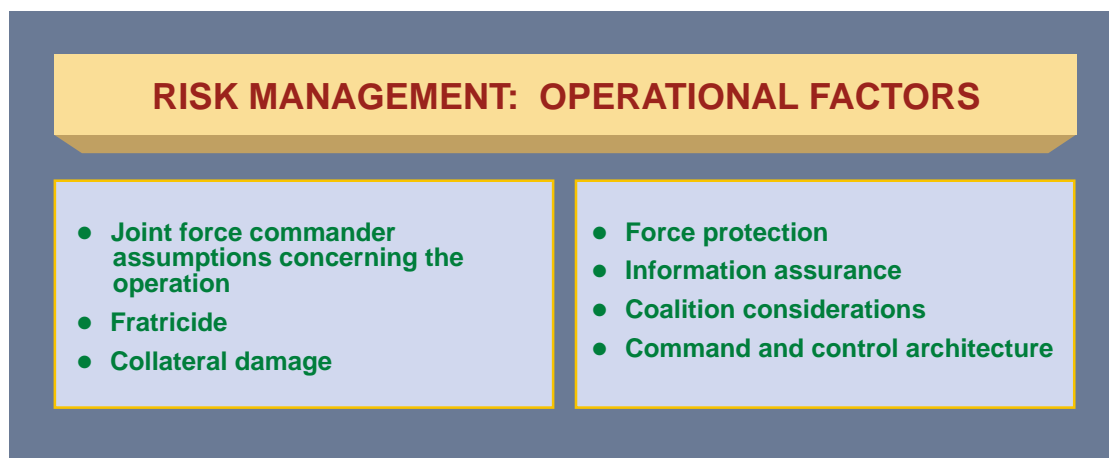 RISK MANAGEMENT: OPERATIONAL FACTORS
● Joint force commander
assumptions concerning the
operation
● Fratricide
● Collateral damage
● Force protection
● Information assurance
● Coalition considerations
● Command and control architecture